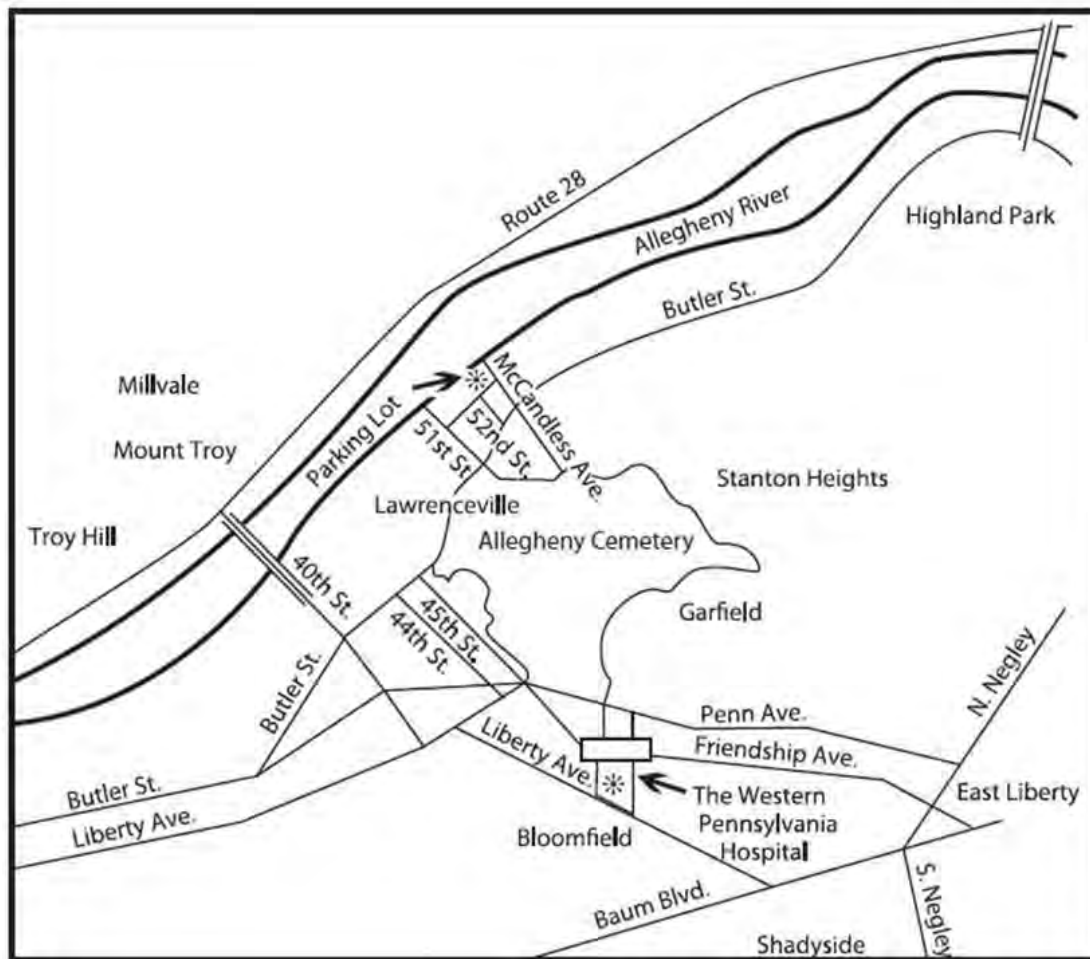 Route 28
Allegheny River
Highland Park
Butler St.
Millvale
McCandless Ave.
Parking Lot
Mount Troy
52nd St.
51st St.
Stanton Heights
Lawrenceville
Troy Hill
Allegheny Cemetery
40th St.
45th St.
44th St.
Garfield
Butler St.
N. Negley
Penn Ave.
Liberty Ave.
Friendship Ave.
Butler St.
East Liberty
The Western
Pennsylvania
Hospital
Liberty Ave.
Bloomfield
S. Negley
Baum Blvd.
Shadyside